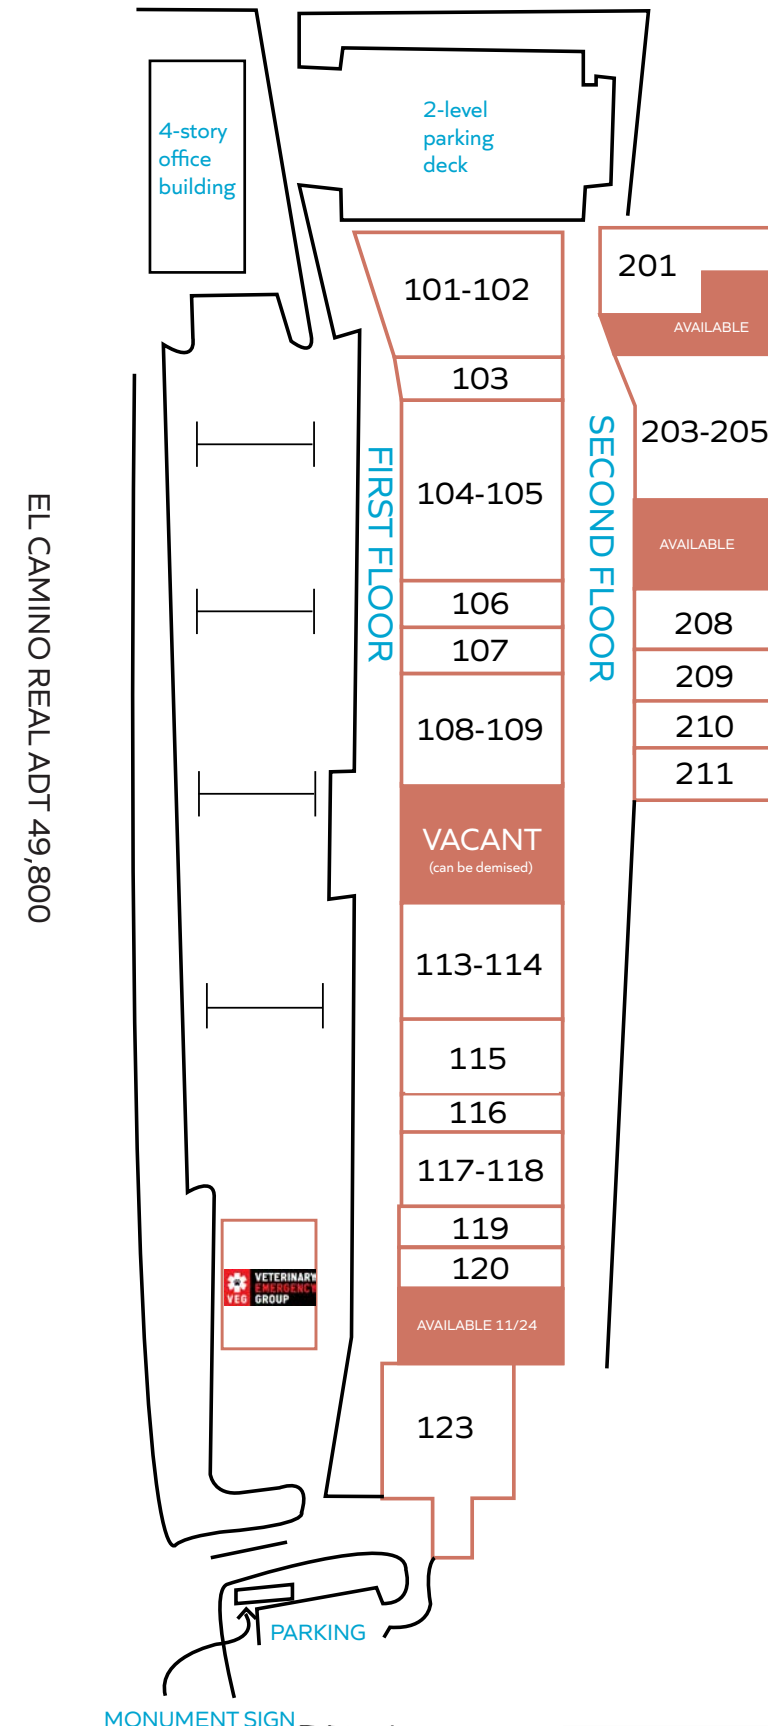 4-story
office
building
2-level
parking
deck
101-102
103
104-105
106
107
108-109
VACANT
(can be demised)
113-114
115
116
117-118
119
120
AVAILABLE 11/24
123
FIRST FLOOR
SECOND FLOOR
201
AVAILABLE
203-205
AVAILABLE
208
209
210
211
EL CAMINO REAL ADT 49,800
VEG
VETERINARY
EMERGENCY
GROUP
PARKING
MONUMENT SIGN